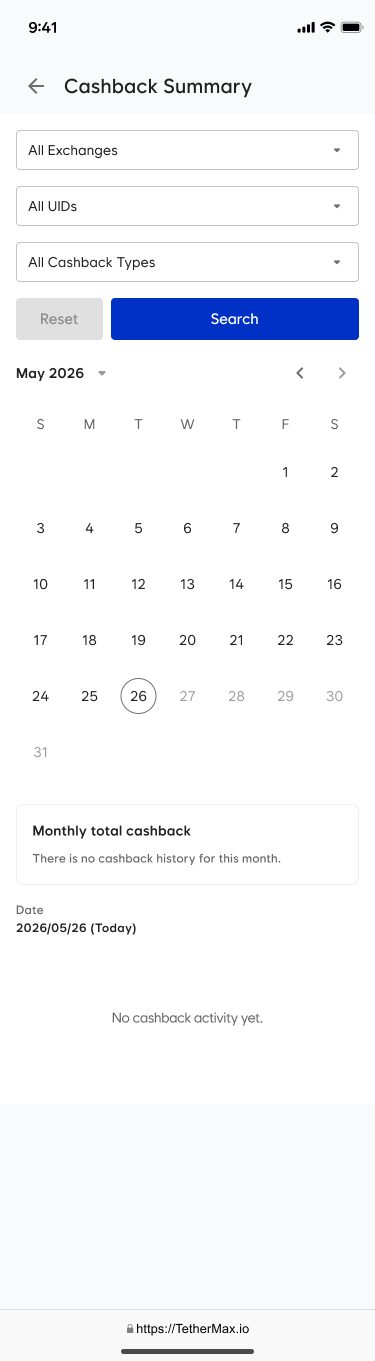 9:41
Cashback Summary
All Exchanges
All UIDs
All Cashback Types
Reset Search
May 2026
S M T W T F S
1 2
3 4 5 6 7 8 9
10 11 12 13 14 15 16
17 18 19 20 21 22 23
24 25 26 27 28 29 30
31
Monthly total cashback
There is no cashback history for this month.
Date
2026/05/26 (Today)
No cashback activity yet.
https://TetherMax.io